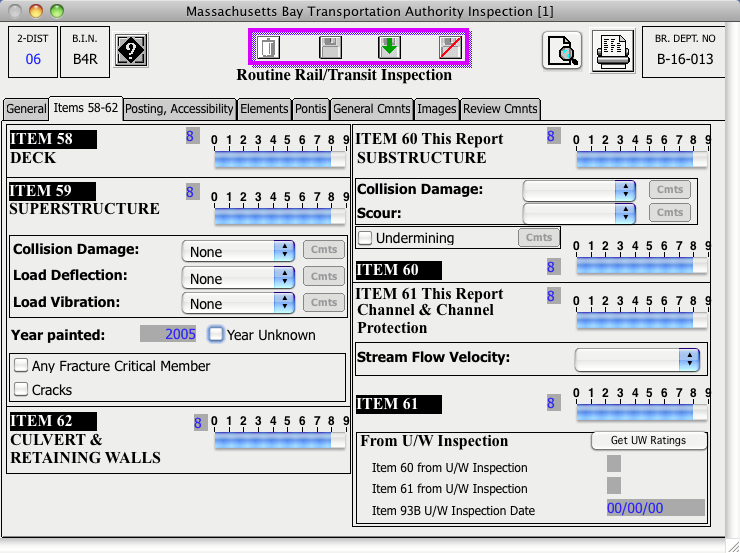 Massachusetts Bay Transportation Authority Inspection [1]
2-DIST
06
B.I.N.
B4R
?
BR. DEPT. NO
B-16-013
Routine Rail/Transit Inspection
General
Items 58-62
Posting, Accessibility
Elements
Pontis
General Cmnts
Images
Review Cmnts
ITEM 58
DECK
8
0 1 2 3 4 5 6 7 8 9
ITEM 59
SUPERSTRUCTURE
8
0 1 2 3 4 5 6 7 8 9
Collision Damage: None Cmts
Load Deflection: None Cmts
Load Vibration: None Cmts
Year painted: 2005 Year Unknown
Any Fracture Critical Member
Cracks
ITEM 62
CULVERT &
RETAINING WALLS
8
0 1 2 3 4 5 6 7 8 9
ITEM 60 This Report
SUBSTRUCTURE
8
0 1 2 3 4 5 6 7 8 9
Collision Damage: Cmts
Scour: Cmts
Undermining Cmts
ITEM 60
8
0 1 2 3 4 5 6 7 8 9
ITEM 61 This Report
Channel & Channel
Protection
8
0 1 2 3 4 5 6 7 8 9
Stream Flow Velocity:
ITEM 61
8
0 1 2 3 4 5 6 7 8 9
From U/W Inspection
Get UW Ratings
Item 60 from U/W Inspection
Item 61 from U/W Inspection
Item 93B U/W Inspection Date 00/00/00